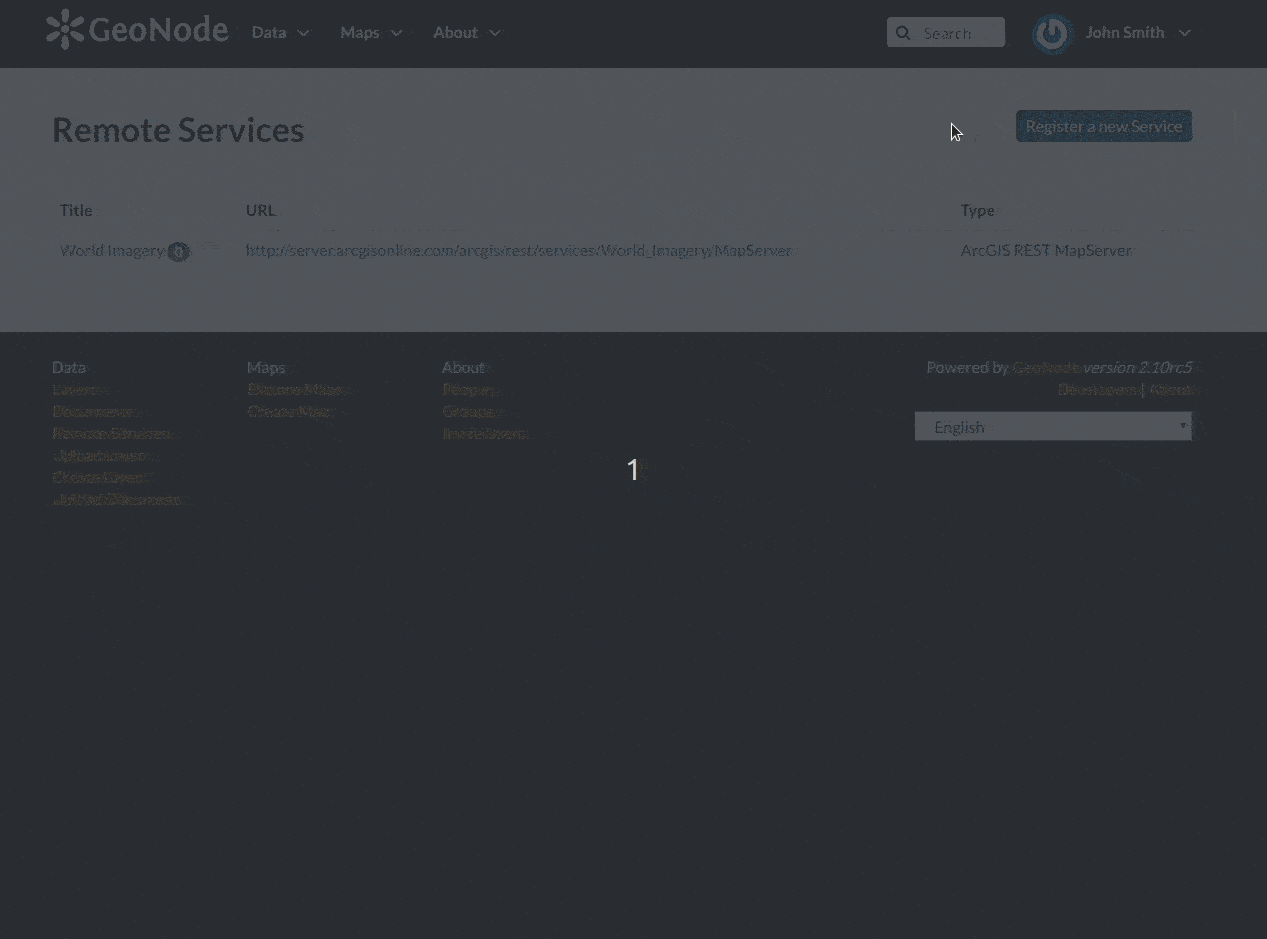 GeoNode Data Maps About Search John Smith
Remote Services Register a new Service
Title URL Type
World Imagery 0 http://server.arcgisonline.com/arcgis/rest/services/World_Imagery/MapServer ArcGIS REST MapServer
Data Maps About Powered by GeoNode version 2.10rc5
Layers Explore Maps People Developers | About
Documents Create Map Groups
Remote Services Invite Users English
Upload Layer
Create Layer
Upload Document
1